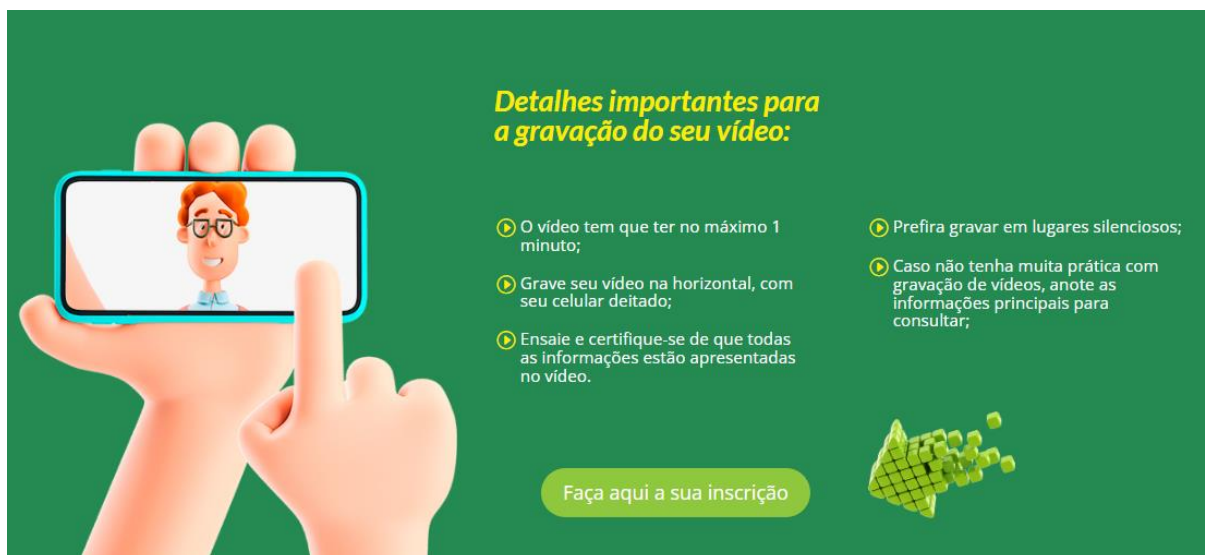 Detalhes importantes para
a gravação do seu vídeo:
O vídeo tem que ter no máximo 1
minuto;
Grave seu vídeo na horizontal, com
seu celular deitado;
Ensaie e certifique-se de que todas
as informações estão apresentadas
no vídeo.
Prefira gravar em lugares silenciosos;
Caso não tenha muita prática com
gravação de vídeos, anote as
informações principais para
consultar;
Faça aqui a sua inscrição